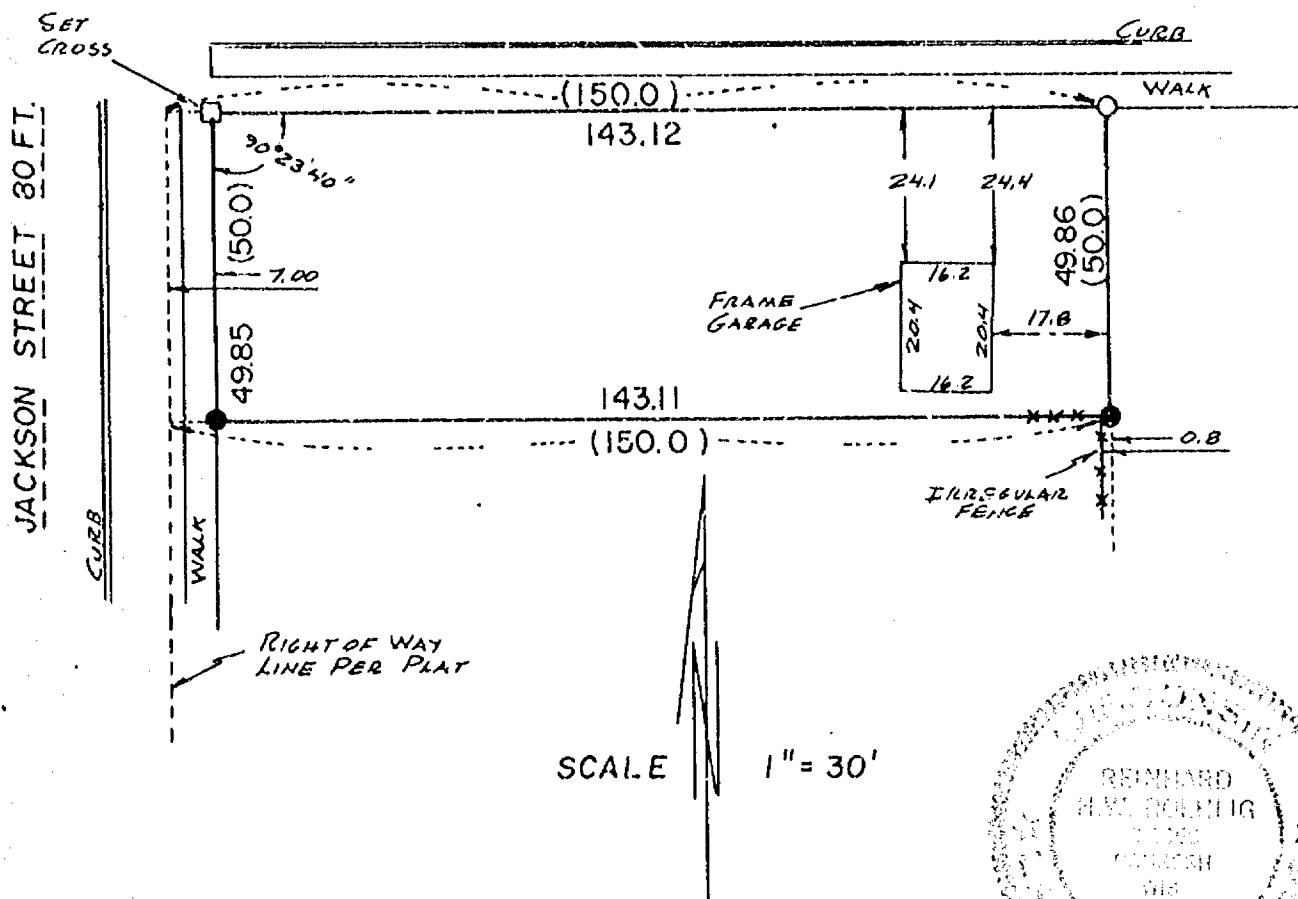 SET
CROSS
CURB
WALK
(150.0)
143.12
90°23'40"
JACKSON STREET 80 FT.
(50.0)
7.00
49.85
24.1
24.4
49.86
(50.0)
FRAME
GARAGE
16.2
20.4
20.4
16.2
17.8
143.11
(150.0)
0.8
IRREGULAR
FENCE
CURB
WALK
RIGHT OF WAY
LINE PER PLAT
SCALE 1" = 30'
REINHARD